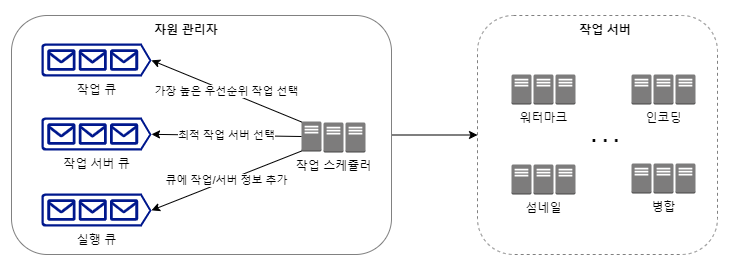 자원 관리자
작업 큐
가장 높은 우선순위 작업 선택
작업 서버 큐
최적 작업 서버 선택
작업 스케쥴러
큐에 작업/서버 정보 추가
실행 큐
작업 서버
워터마크
인코딩
...
섬네일
병합